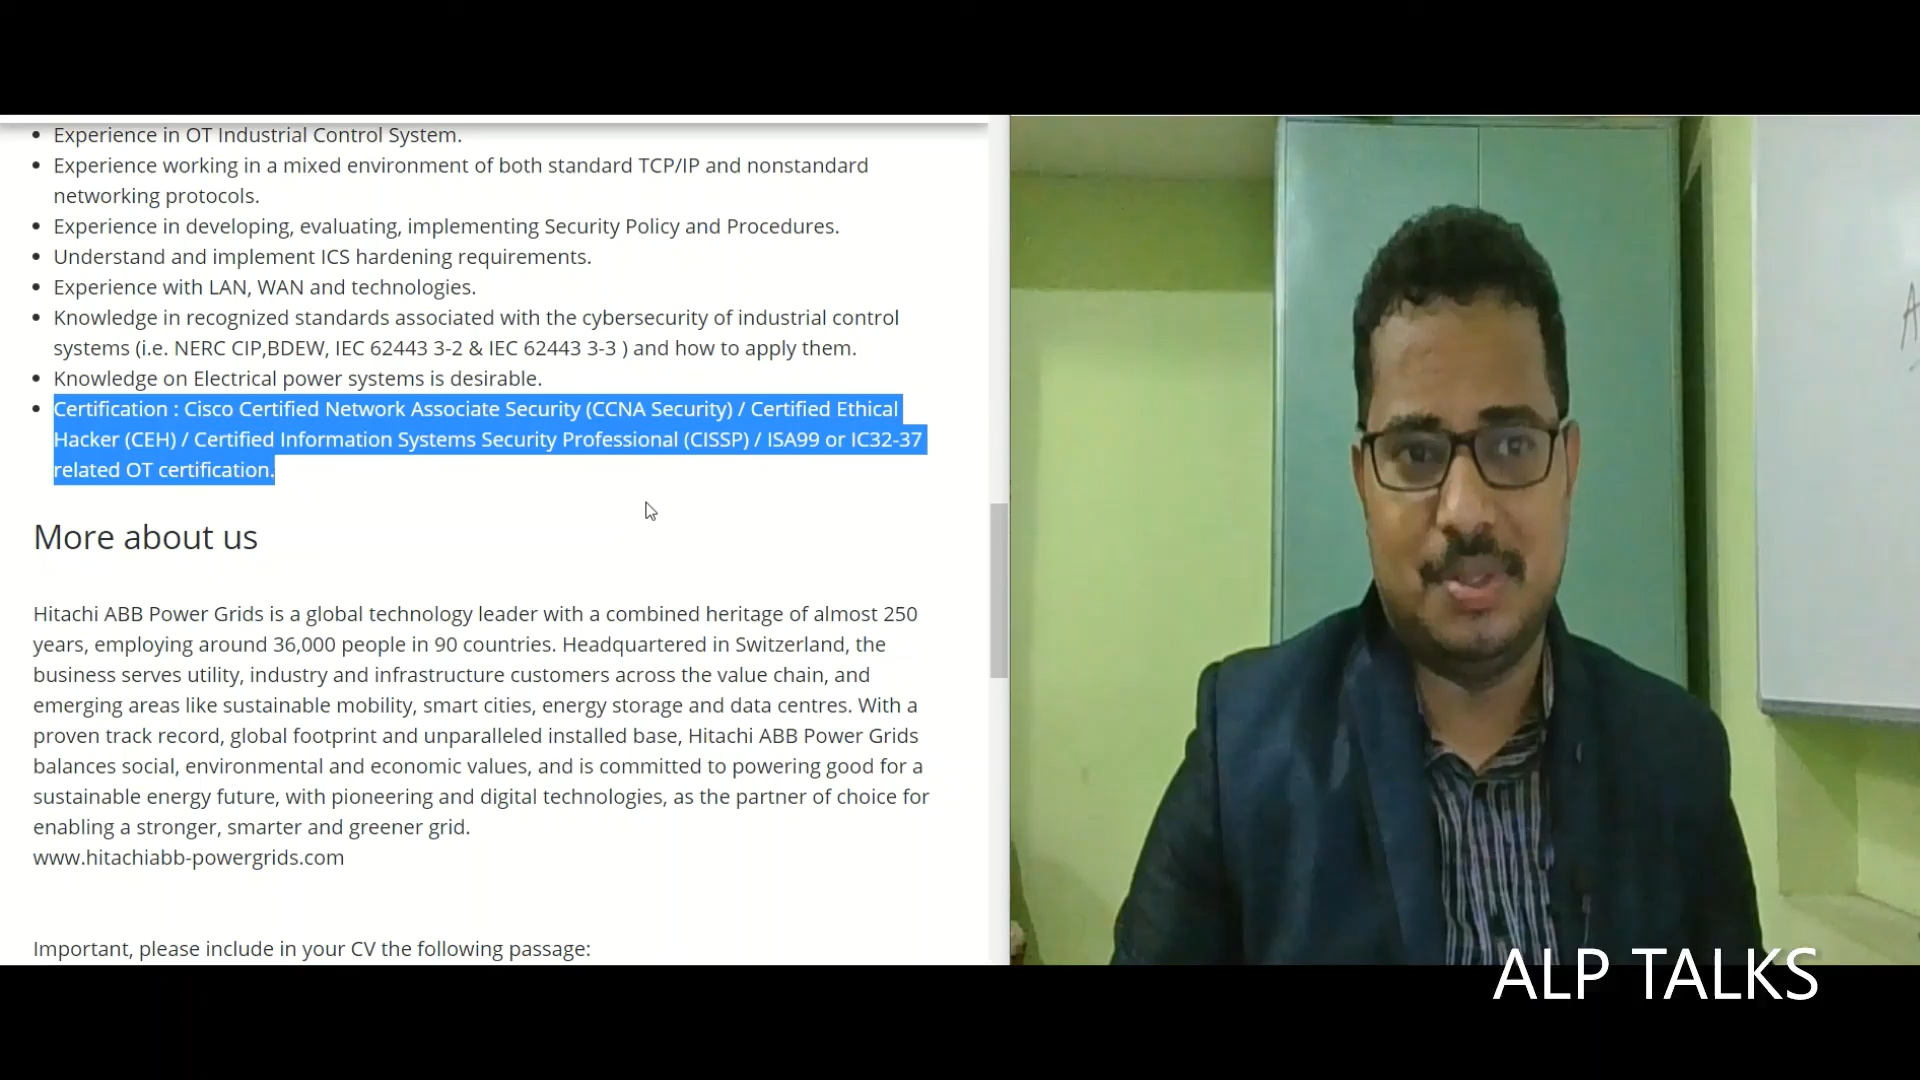 Experience in OT Industrial Control System.
Experience working in a mixed environment of both standard TCP/IP and nonstandard
networking protocols.
Experience in developing, evaluating, implementing Security Policy and Procedures.
Understand and implement ICS hardening requirements.
Experience with LAN, WAN and technologies.
Knowledge in recognized standards associated with the cybersecurity of industrial control
systems (i.e. NERC CIP,BDEW, IEC 62443 3-2 & IEC 62443 3-3 ) and how to apply them.
Knowledge on Electrical power systems is desirable.
Certification : Cisco Certified Network Associate Security (CCNA Security) / Certified Ethical
Hacker (CEH) / Certified Information Systems Security Professional (CISSP) / ISA99 or IC32-37
related OT certification.
More about us
Hitachi ABB Power Grids is a global technology leader with a combined heritage of almost 250
years, employing around 36,000 people in 90 countries. Headquartered in Switzerland, the
business serves utility, industry and infrastructure customers across the value chain, and
emerging areas like sustainable mobility, smart cities, energy storage and data centres. With a
proven track record, global footprint and unparalleled installed base, Hitachi ABB Power Grids
balances social, environmental and economic values, and is committed to powering good for a
sustainable energy future, with pioneering and digital technologies, as the partner of choice for
enabling a stronger, smarter and greener grid.
www.hitachiabb-powergrids.com
Important, please include in your CV the following passage:
ALP TALKS